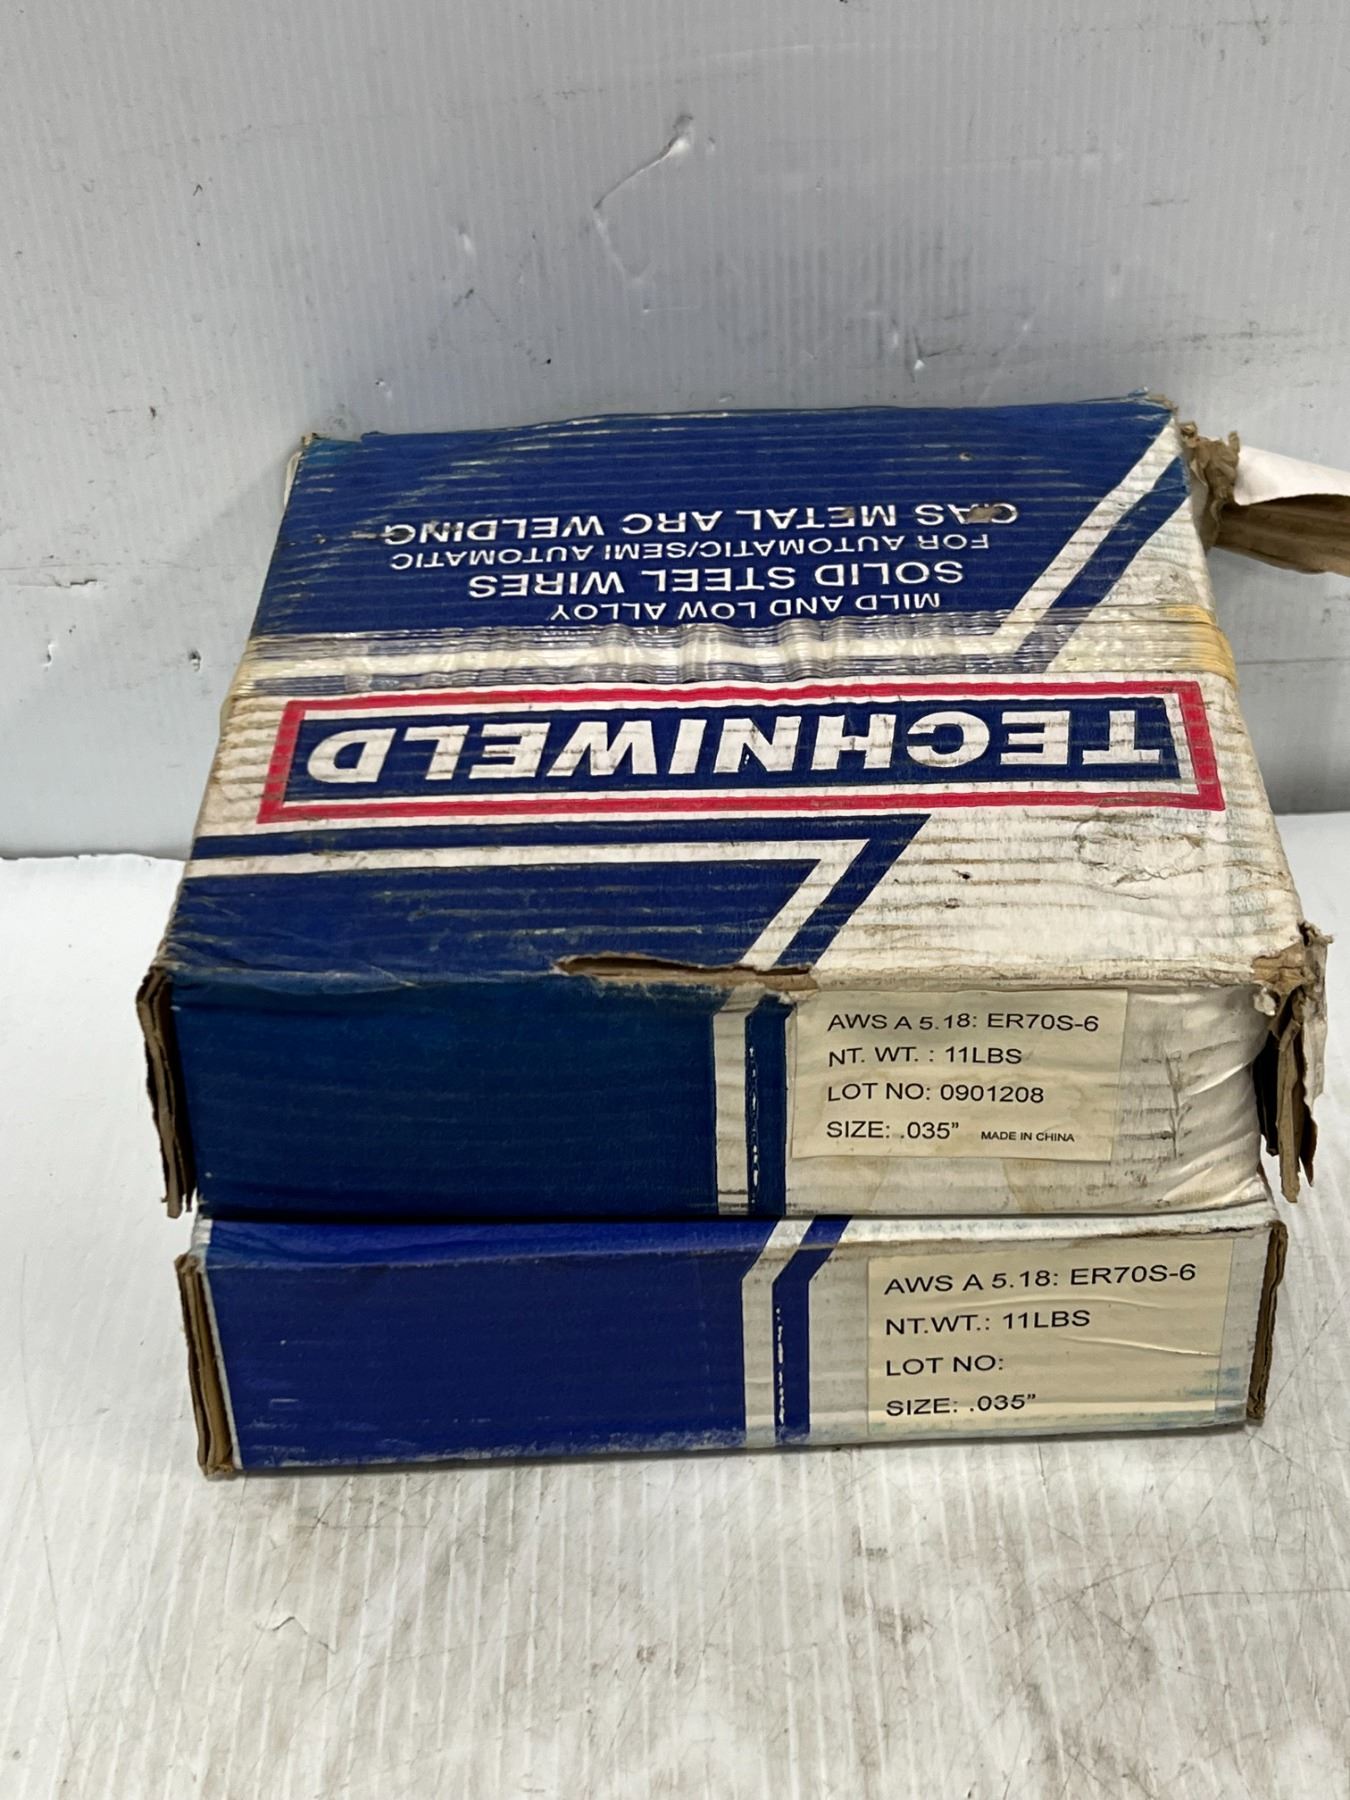 TECHNIWELD
MILD AND LOW ALLOY
SOLID STEEL WIRES
FOR AUTOMATIC/SEMI AUTOMATIC
GAS METAL ARC WELDING
AWS A 5.18: ER70S-6
NT. WT. : 11LBS
LOT NO: 0901208
SIZE: .035” MADE IN CHINA
AWS A 5.18: ER70S-6
NT.WT.: 11LBS
LOT NO:
SIZE: .035”